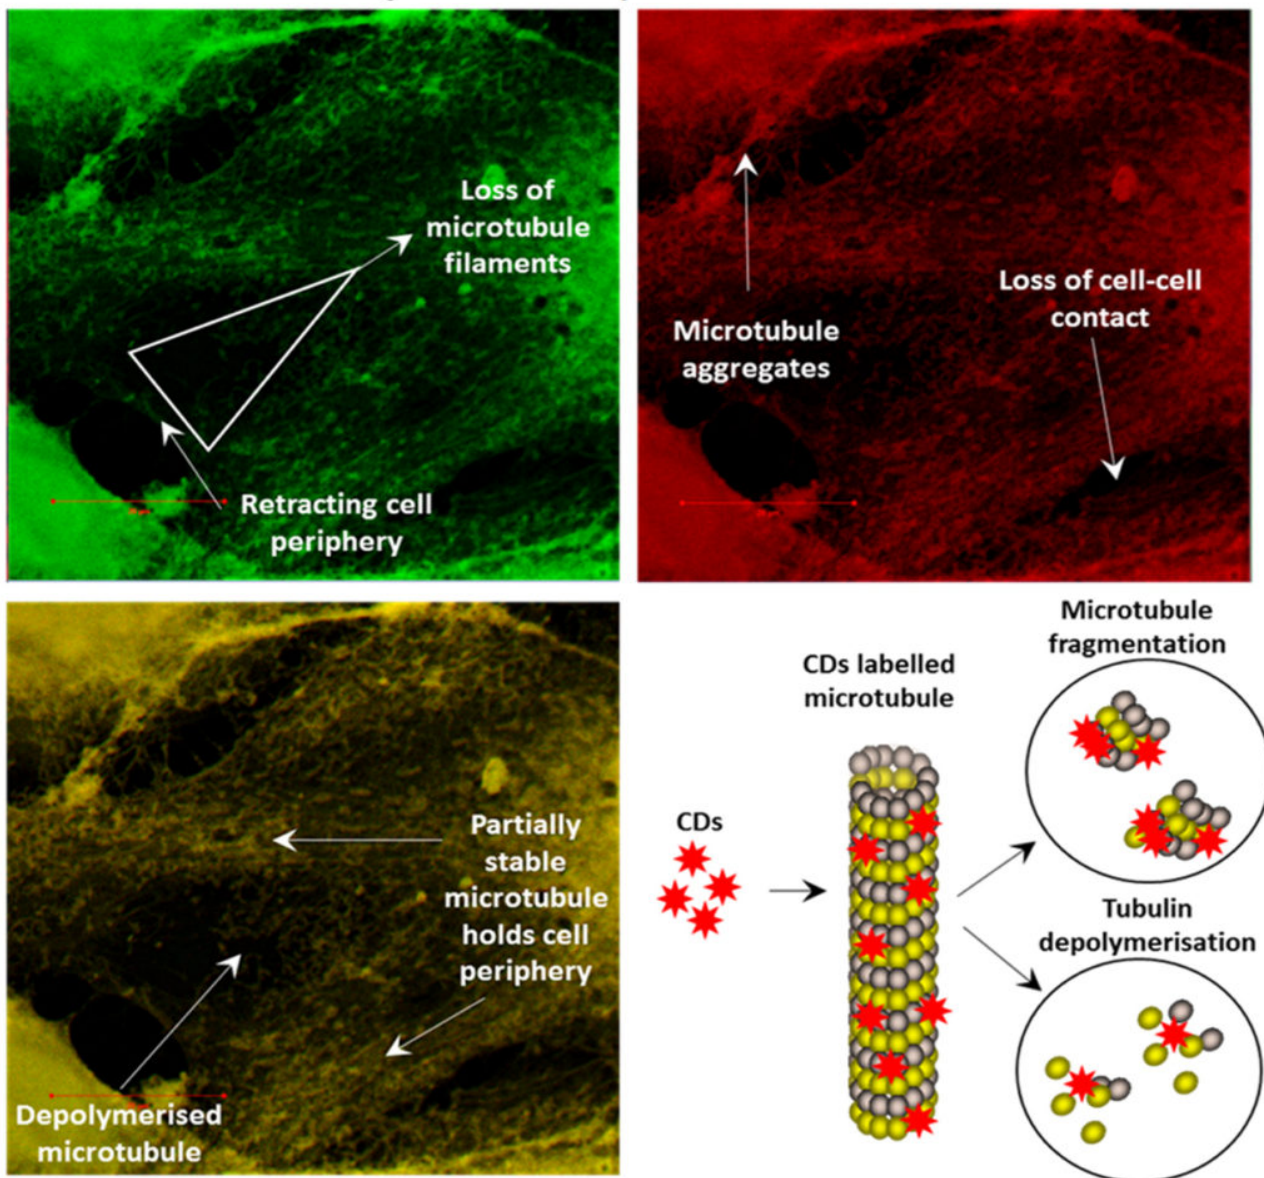 Loss of
microtubule
filaments
Retracting cell
periphery
Microtubule
aggregates
Loss of cell-cell
contact
Partially
stable
microtubule
holds cell
periphery
Depolymerised
microtubule
CDs
CDs labelled
microtubule
Microtubule
fragmentation
Tubulin
depolymerisation